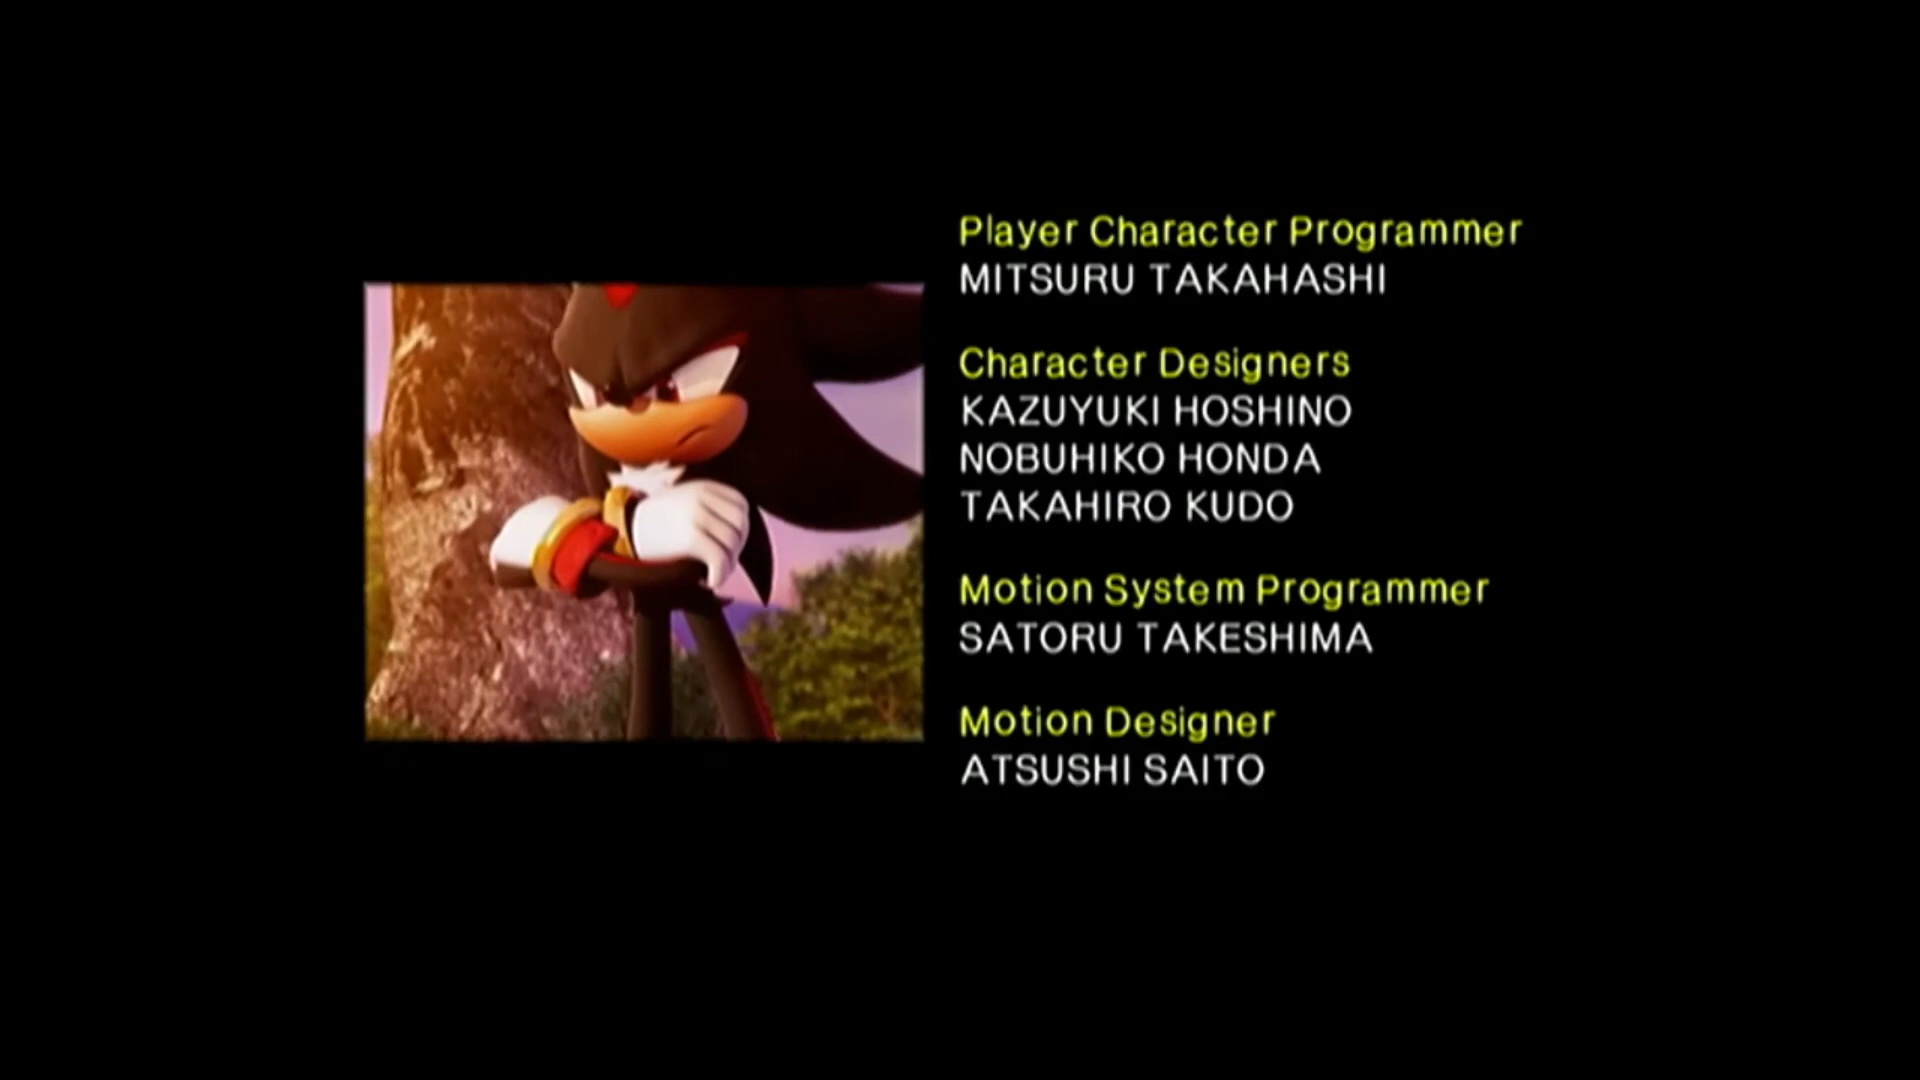 Player Character Programmer
MITSURU TAKAHASHI
Character Designers
KAZUYUKI HOSHINO
NOBUHIKO HONDA
TAKAHIRO KUDO
Motion System Programmer
SATORU TAKESHIMA
Motion Designer
ATSUSHI SAITO